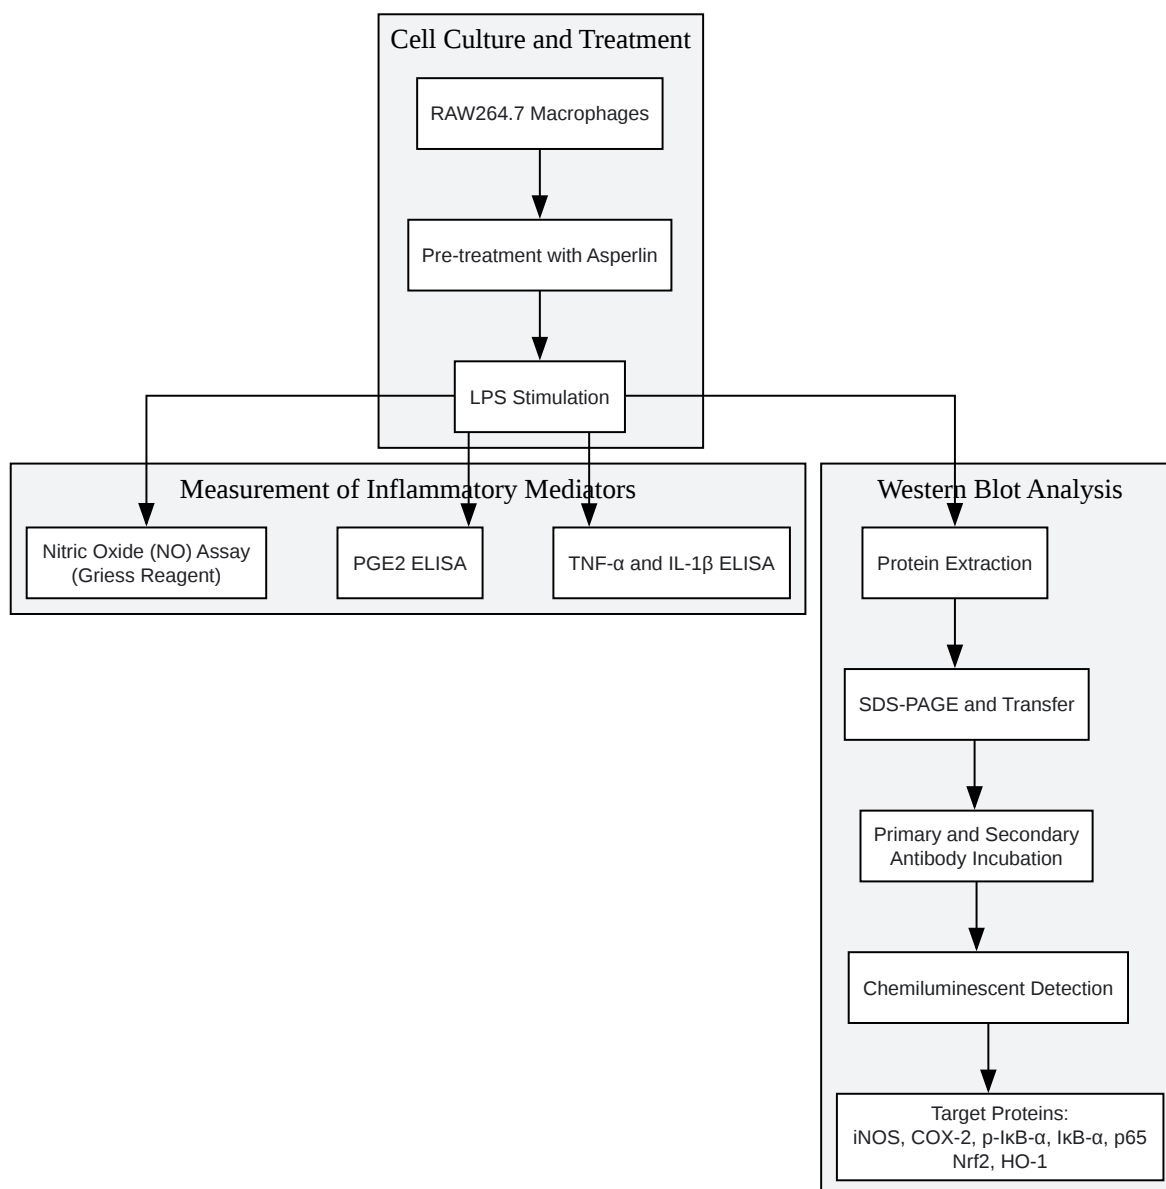 Cell Culture and Treatment
RAW264.7 Macrophages
Pre-treatment with Asperlin
LPS Stimulation
Measurement of Inflammatory Mediators
Nitric Oxide (NO) Assay
(Griess Reagent)
PGE2 ELISA
TNF-α and IL-1β ELISA
Western Blot Analysis
Protein Extraction
SDS-PAGE and Transfer
Primary and Secondary
Antibody Incubation
Chemiluminescent Detection
Target Proteins:
iNOS, COX-2, p-IκB-α, IκB-α, p65
Nrf2, HO-1